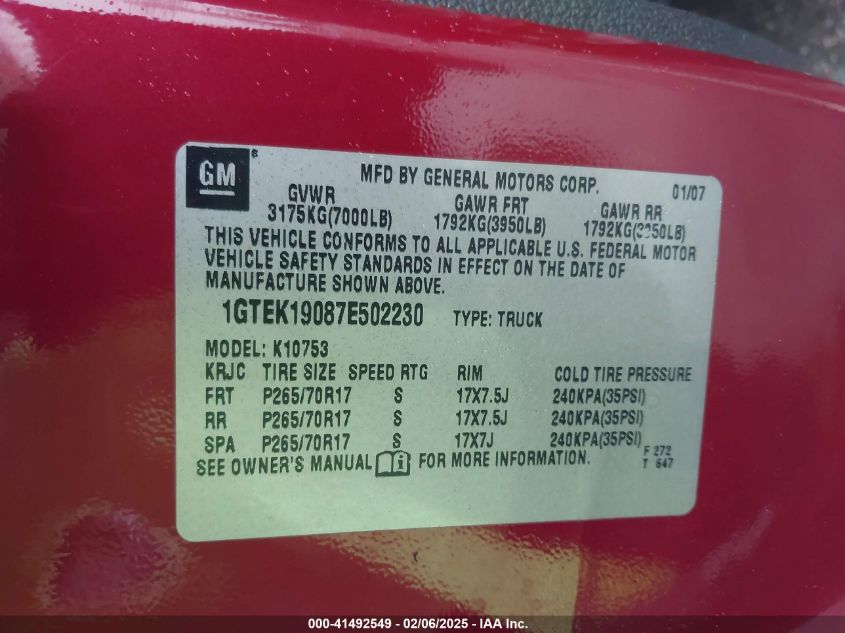 GM
MFD BY GENERAL MOTORS CORP. 01/07
GVWR GAWR FRT GAWR RR
3175KG(7000LB) 1792KG(3950LB) 1792KG(3950LB)
THIS VEHICLE CONFORMS TO ALL APPLICABLE U.S. FEDERAL MOTOR
VEHICLE SAFETY STANDARDS IN EFFECT ON THE DATE OF
MANUFACTURE SHOWN ABOVE.
1GTEK19087E502230 TYPE: TRUCK
MODEL: K10753
KRJC TIRE SIZE SPEED RTG RIM COLD TIRE PRESSURE
FRT P265/70R17 S 17X7.5J 240KPA(35PSI)
RR P265/70R17 S 17X7.5J 240KPA(35PSI)
SPA P265/70R17 S 17X7J 240KPA(35PSI)
F 272
SEE OWNER'S MANUAL FOR MORE INFORMATION. T 647
000-41492549 / 02/06/2025 - IAA Inc.